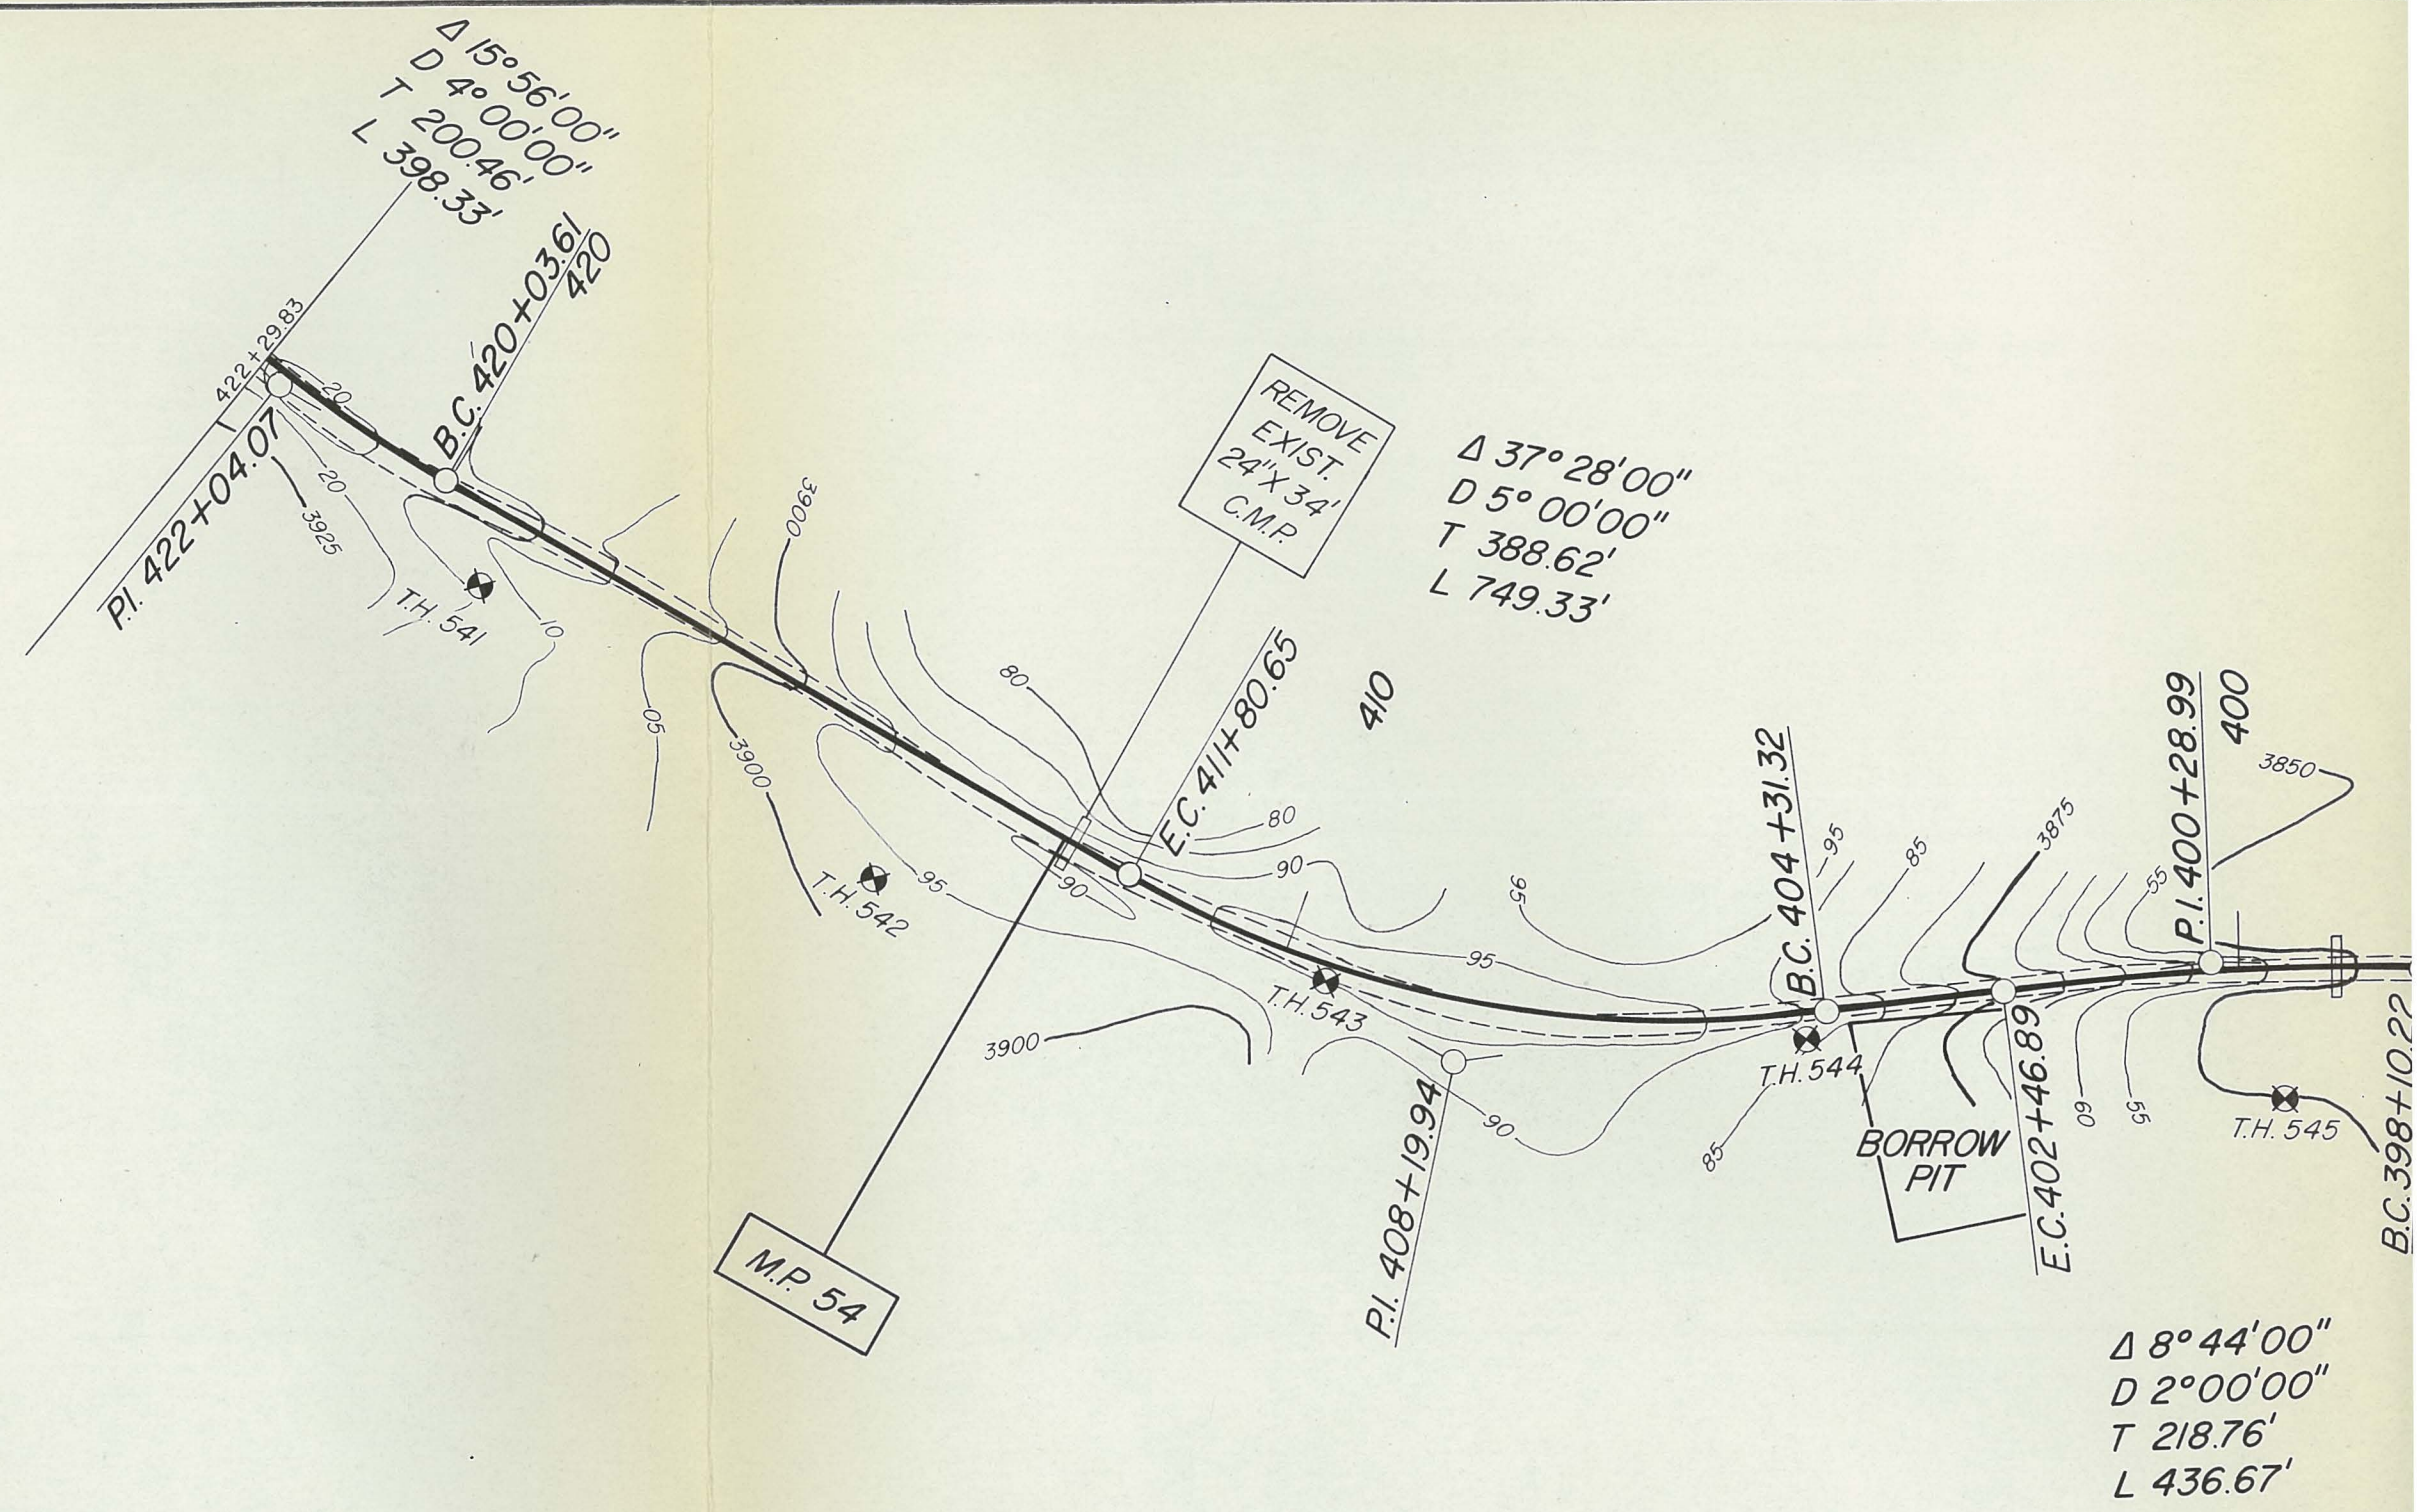 Δ 15°56'00"
D 4°00'00"
T 200.46'
L 398.33'
B.C. 420+03.61
420
422+29.83
P.I. 422+04.07
20
20
3925
T.H. 541
10
05
3900
3900
REMOVE
EXIST.
24"X 34'
C.M.P.
Δ 37°28'00"
D 5°00'00"
T 388.62'
L 749.33'
80
E.C. 411+80.65
410
80
90
90
95
T.H. 542
95
95
T.H. 543
3900
M.P. 54
P.I. 408+19.94
90
B.C. 404+31.32
95
85
3875
55
P.I. 400+28.99
400
3850
T.H. 544
85
BORROW
PIT
E.C. 402+46.89
60
55
T.H. 545
B.C. 398+10.22
Δ 8°44'00"
D 2°00'00"
T 218.76'
L 436.67'